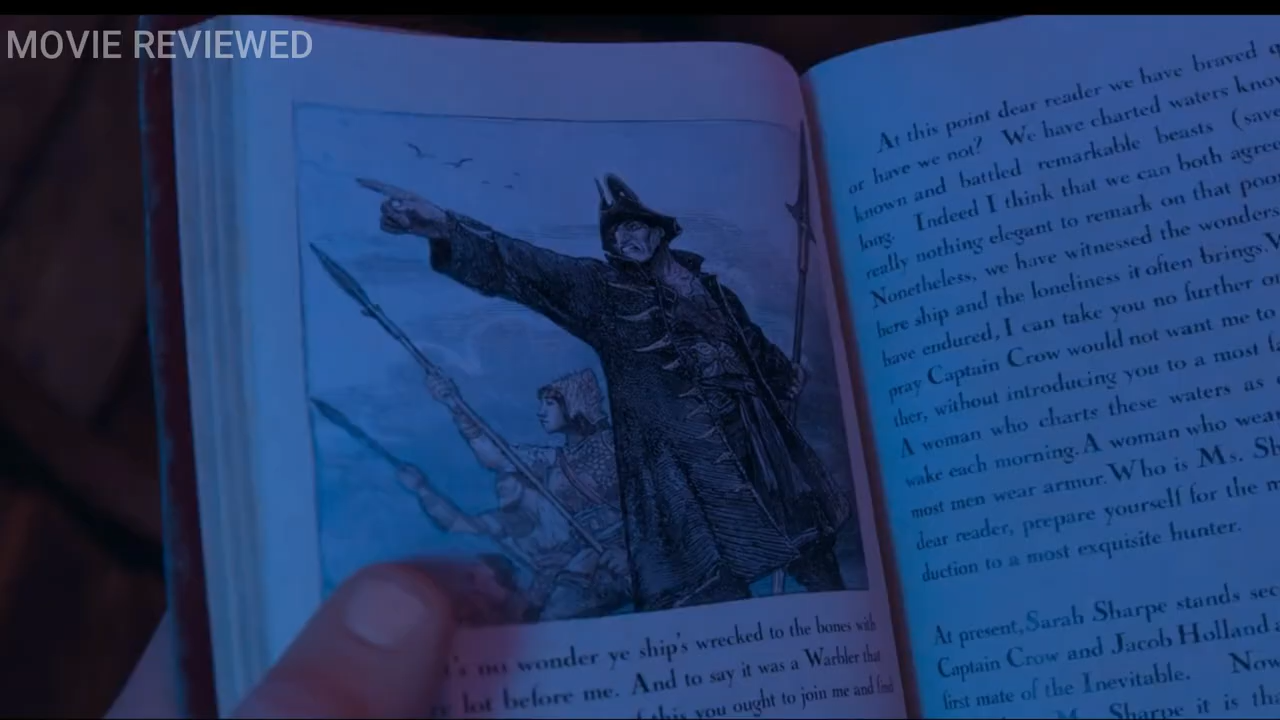 MOVIE REVIEWED
no wonder ye ship's wrecked to the bones with
lot before me. And to say it was a Warbler that
this you ought to join me and find
At this point dear reader we have braved
or have we not? We have charted waters
known and battled remarkable beasts (save
long. Indeed I think that we can both agree
really nothing elegant to remark on that poor
Nonetheless, we have witnessed the wonders
here ship and the loneliness it often brings.
have endured, I can take you no further
pray Captain Crow would not want me to
ther, without introducing you to a most
A woman who charts these waters as
wake each morning. A woman who
most men wear armor. Who is Ms.
dear reader, prepare yourself for the
duction to a most exquisite hunter.
At present, Sarah Sharpe stands
Captain Crow and Jacob Holland
first mate of the Inevitable. Now
Sharpe it is